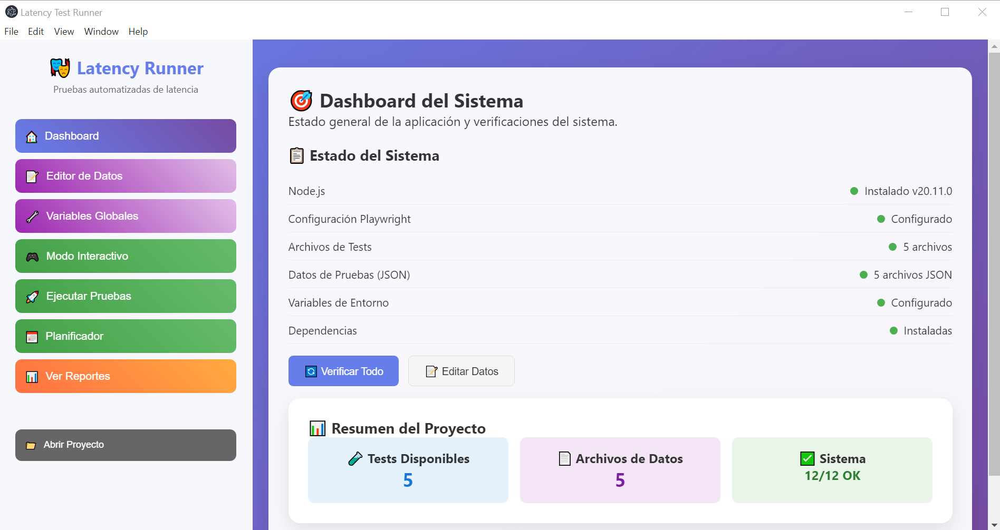 Latency Test Runner
File Edit View Window Help
Latency Runner
Pruebas automatizadas de latencia
Dashboard
Editor de Datos
Variables Globales
Modo Interactivo
Ejecutar Pruebas
Planificador
Ver Reportes
Abrir Proyecto
Dashboard del Sistema
Estado general de la aplicación y verificaciones del sistema.
Estado del Sistema
Node.js Instalado v20.11.0
Configuración Playwright Configurado
Archivos de Tests 5 archivos
Datos de Pruebas (JSON) 5 archivos JSON
Variables de Entorno Configurado
Dependencias Instaladas
Verificar Todo Editar Datos
Resumen del Proyecto
Tests Disponibles
5
Archivos de Datos
5
Sistema
12/12 OK